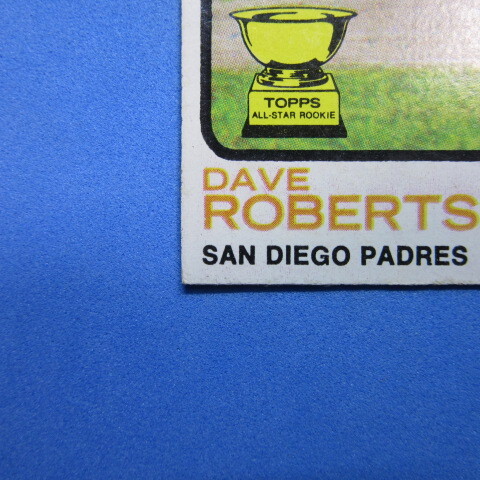 TOPPS
ALL-STAR ROOKIE
DAVE
ROBERTS
SAN DIEGO PADRES